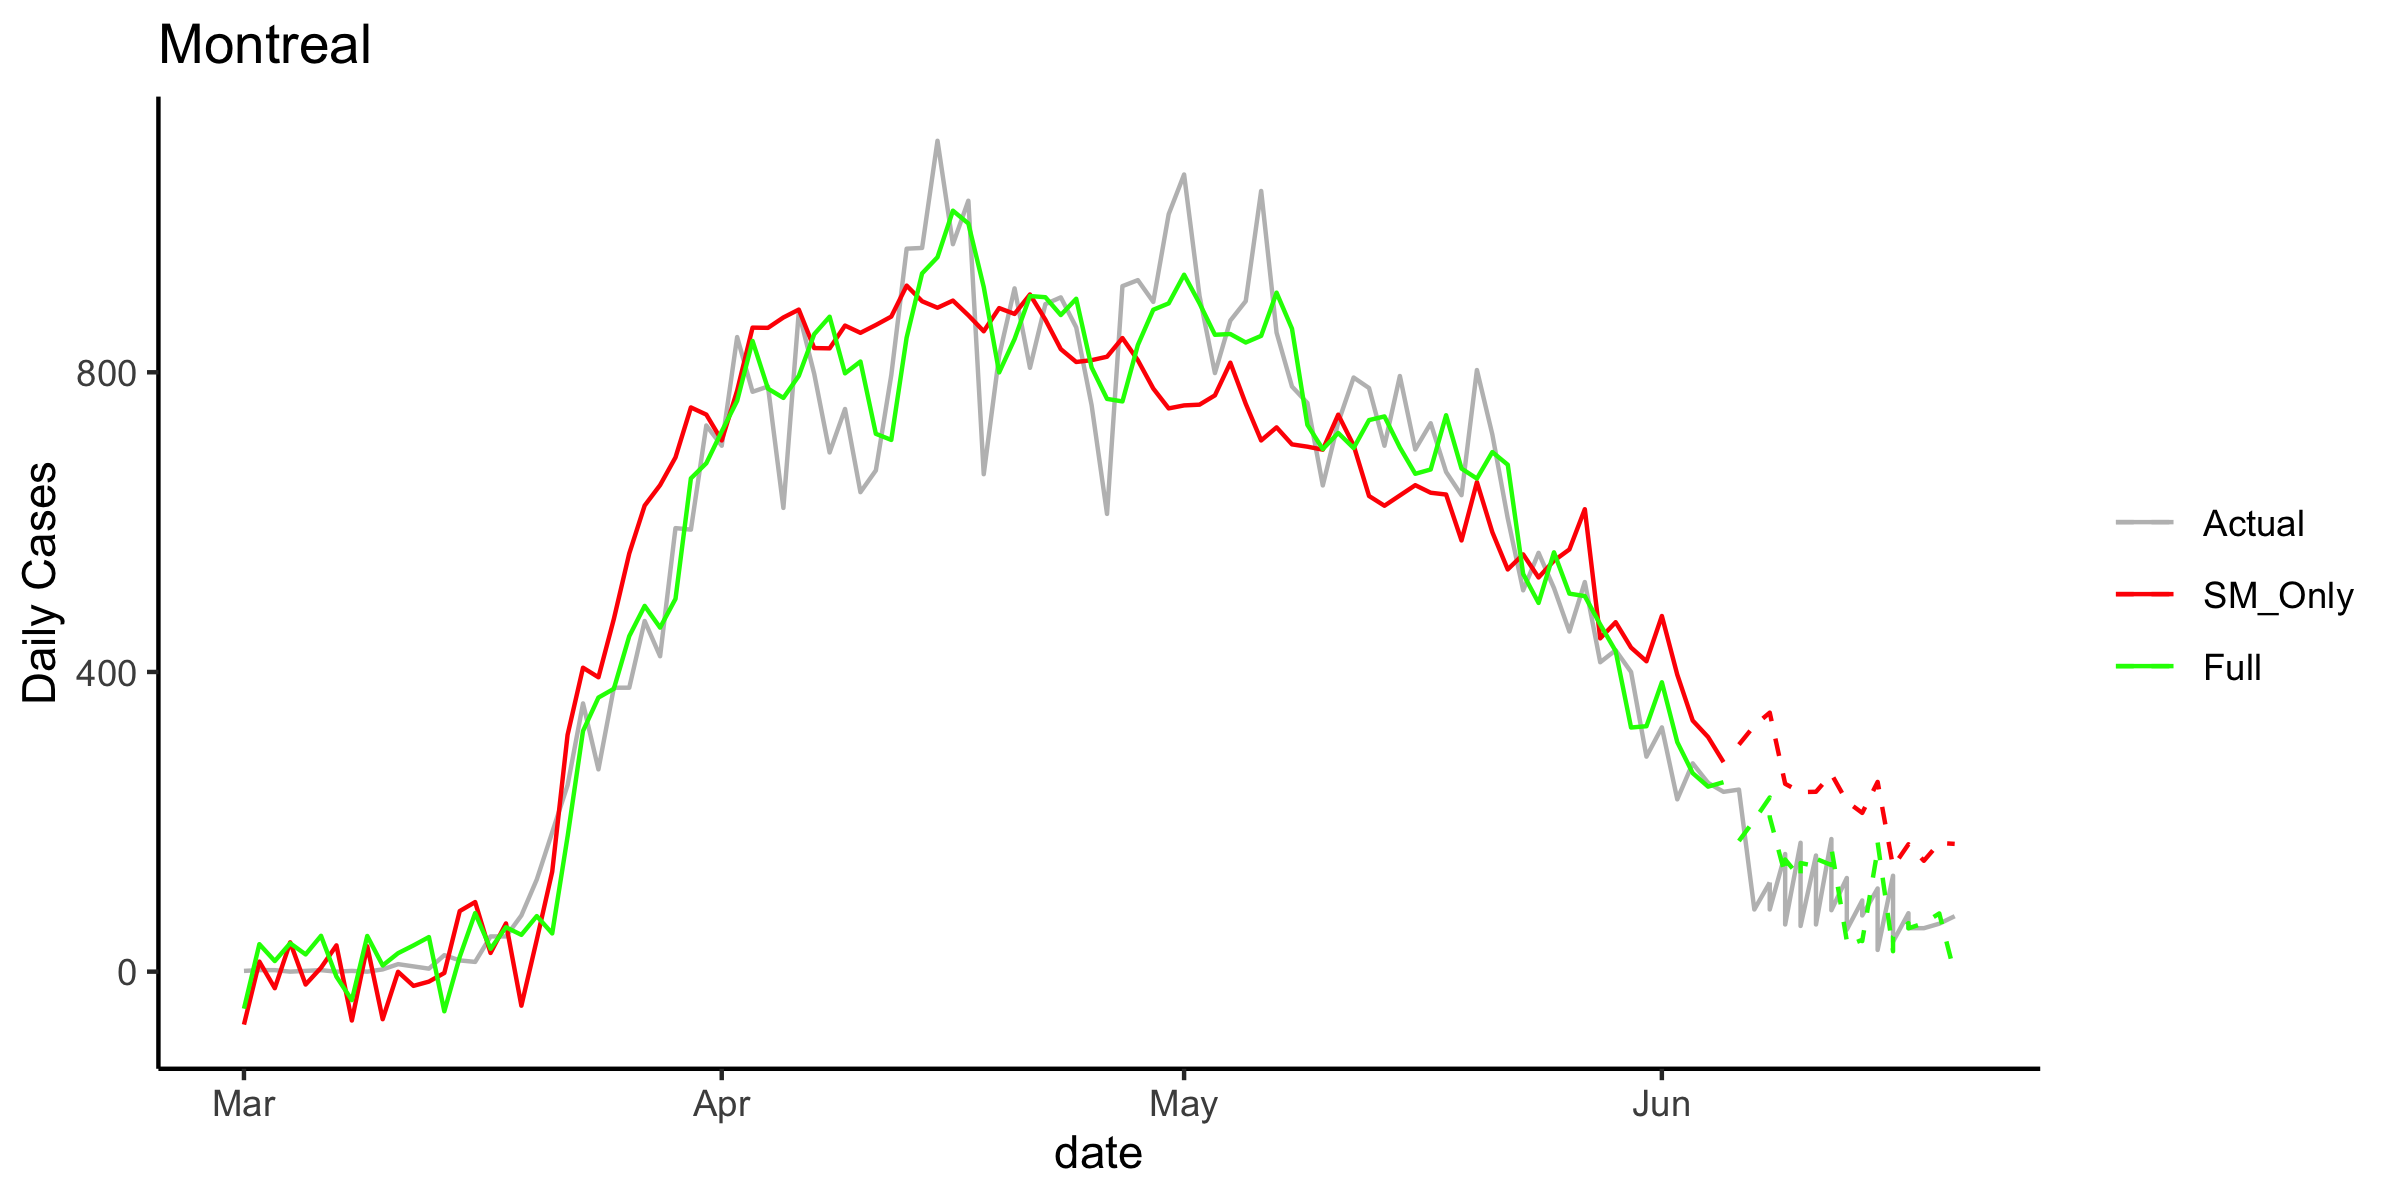 Montreal
Daily Cases
800
400
0
Mar
Apr
May
Jun
date
Actual
SM_Only
Full